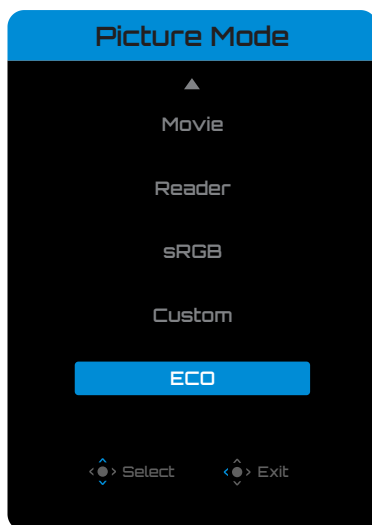 Picture Mode
Movie
Reader
sRGB
Custom
ECO
Select Exit